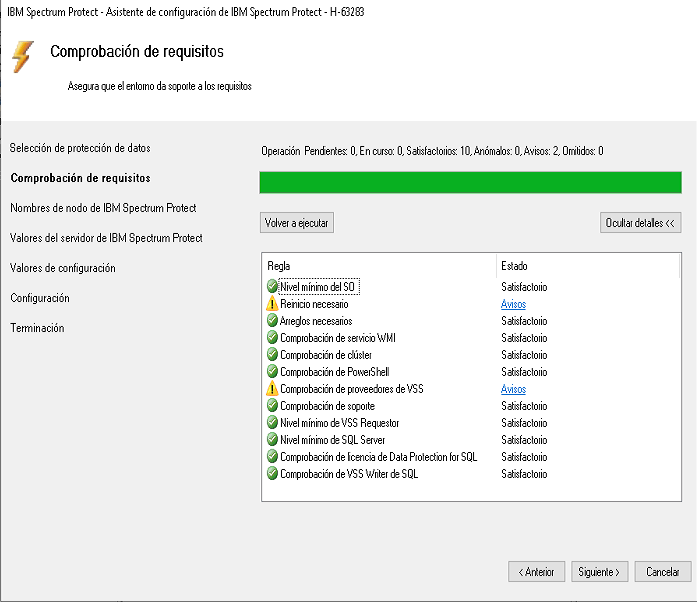 IBM Spectrum Protect - Asistente de configuración de IBM Spectrum Protect - H-63283
Comprobación de requisitos
Asegura que el entorno da soporte a los requisitos
Selección de protección de datos
Comprobación de requisitos
Nombres de nodo de IBM Spectrum Protect
Valores del servidor de IBM Spectrum Protect
Valores de configuración
Configuración
Terminación
Operación Pendientes: 0, En curso: 0, Satisfactorios: 10, Anómalos: 0, Avisos: 2, Omitidos: 0
Volver a ejecutar
Ocultar detalles <<
Regla Estado
Nivel mínimo del SO Satisfactorio
Reinicio necesario Avisos
Arreglos necesarios Satisfactorio
Comprobación de servicio WMI Satisfactorio
Comprobación de clúster Satisfactorio
Comprobación de PowerShell Satisfactorio
Comprobación de proveedores de VSS Avisos
Comprobación de soporte Satisfactorio
Nivel mínimo de VSS Requestor Satisfactorio
Nivel mínimo de SQL Server Satisfactorio
Comprobación de licencia de Data Protection for SQL Satisfactorio
Comprobación de VSS Writer de SQL Satisfactorio
< Anterior
Siguiente >
Cancelar